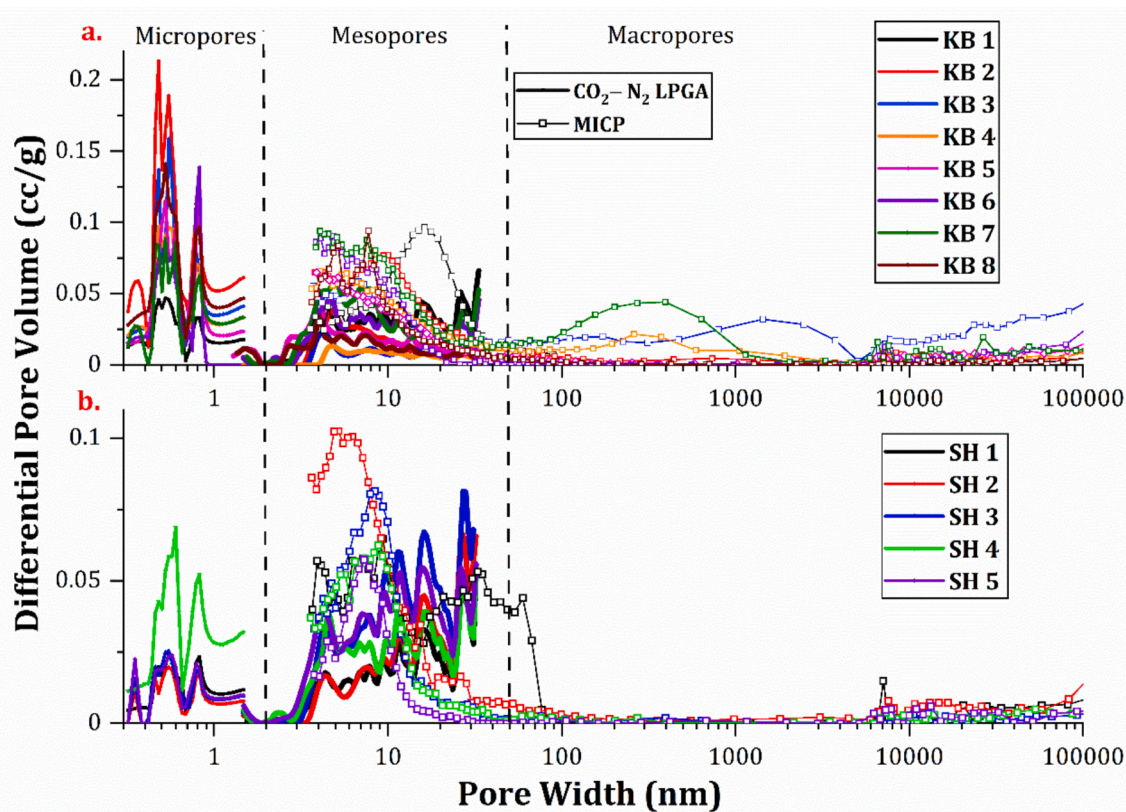 a.
Micropores
Mesopores
Macropores
CO₂– N₂ LPGA
MICP
KB 1
KB 2
KB 3
KB 4
KB 5
KB 6
KB 7
KB 8
0.2
0.15
0.1
0.05
0
1
10
100
1000
10000
100000
b.
SH 1
SH 2
SH 3
SH 4
SH 5
0.1
0.05
0
1
10
100
1000
10000
100000
Differential Pore Volume (cc/g)
Pore Width (nm)